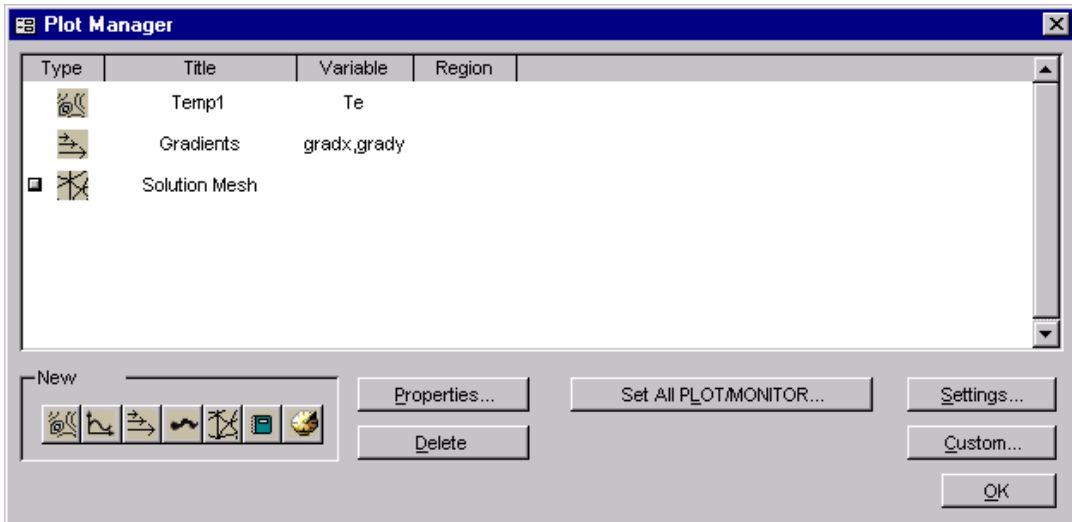 Plot Manager
Type Title Variable Region
Temp1 Te
Gradients gradx,grady
Solution Mesh
New
Properties... Set All PLOT/MONITOR... Settings...
Delete Custom...
OK